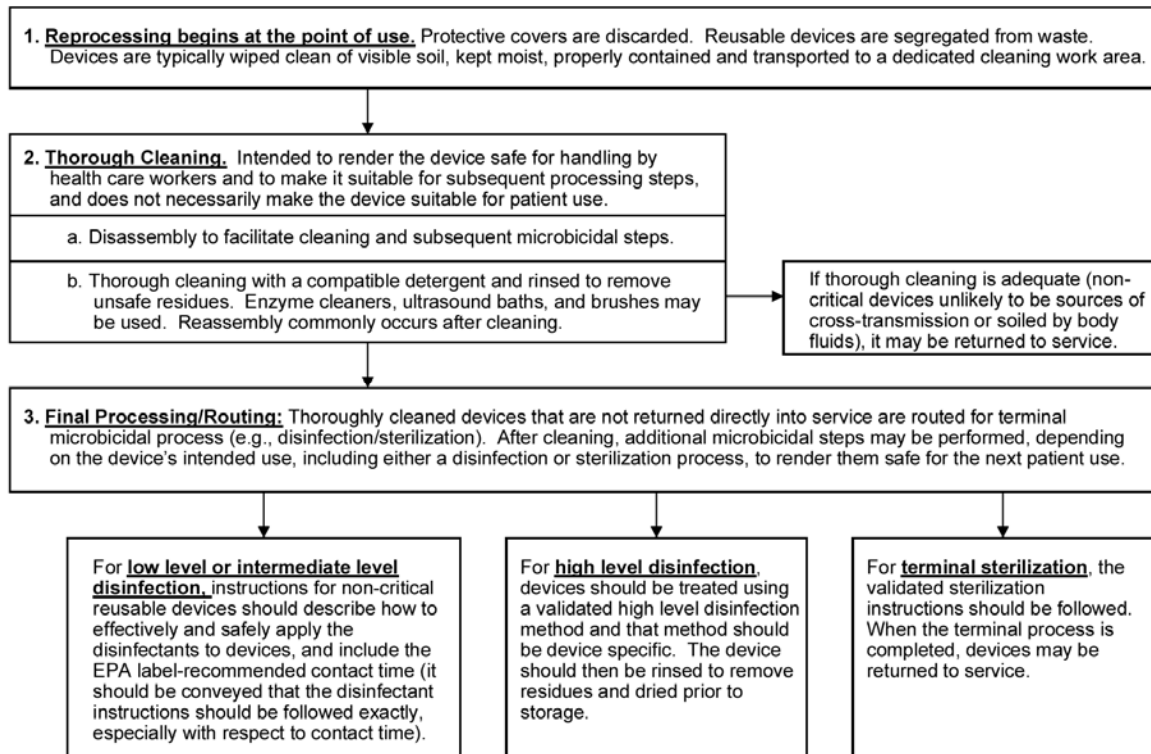 1. Reprocessing begins at the point of use. Protective covers are discarded. Reusable devices are segregated from waste.
Devices are typically wiped clean of visible soil, kept moist, properly contained and transported to a dedicated cleaning work area.
2. Thorough Cleaning. Intended to render the device safe for handling by
health care workers and to make it suitable for subsequent processing steps,
and does not necessarily make the device suitable for patient use.
a. Disassembly to facilitate cleaning and subsequent microbicidal steps.
b. Thorough cleaning with a compatible detergent and rinsed to remove
unsafe residues. Enzyme cleaners, ultrasound baths, and brushes may
be used. Reassembly commonly occurs after cleaning.
If thorough cleaning is adequate (non-
critical devices unlikely to be sources of
cross-transmission or soiled by body
fluids), it may be returned to service.
3. Final Processing/Routing: Thoroughly cleaned devices that are not returned directly into service are routed for terminal
microbicidal process (e.g., disinfection/sterilization). After cleaning, additional microbicidal steps may be performed, depending
on the device's intended use, including either a disinfection or sterilization process, to render them safe for the next patient use.
For low level or intermediate level
disinfection, instructions for non-critical
reusable devices should describe how to
effectively and safely apply the
disinfectants to devices, and include the
EPA label-recommended contact time (it
should be conveyed that the disinfectant
instructions should be followed exactly,
especially with respect to contact time).
For high level disinfection,
devices should be treated using
a validated high level disinfection
method and that method should
be device specific. The device
should then be rinsed to remove
residues and dried prior to
storage.
For terminal sterilization, the
validated sterilization
instructions should be followed.
When the terminal process is
completed, devices may be
returned to service.